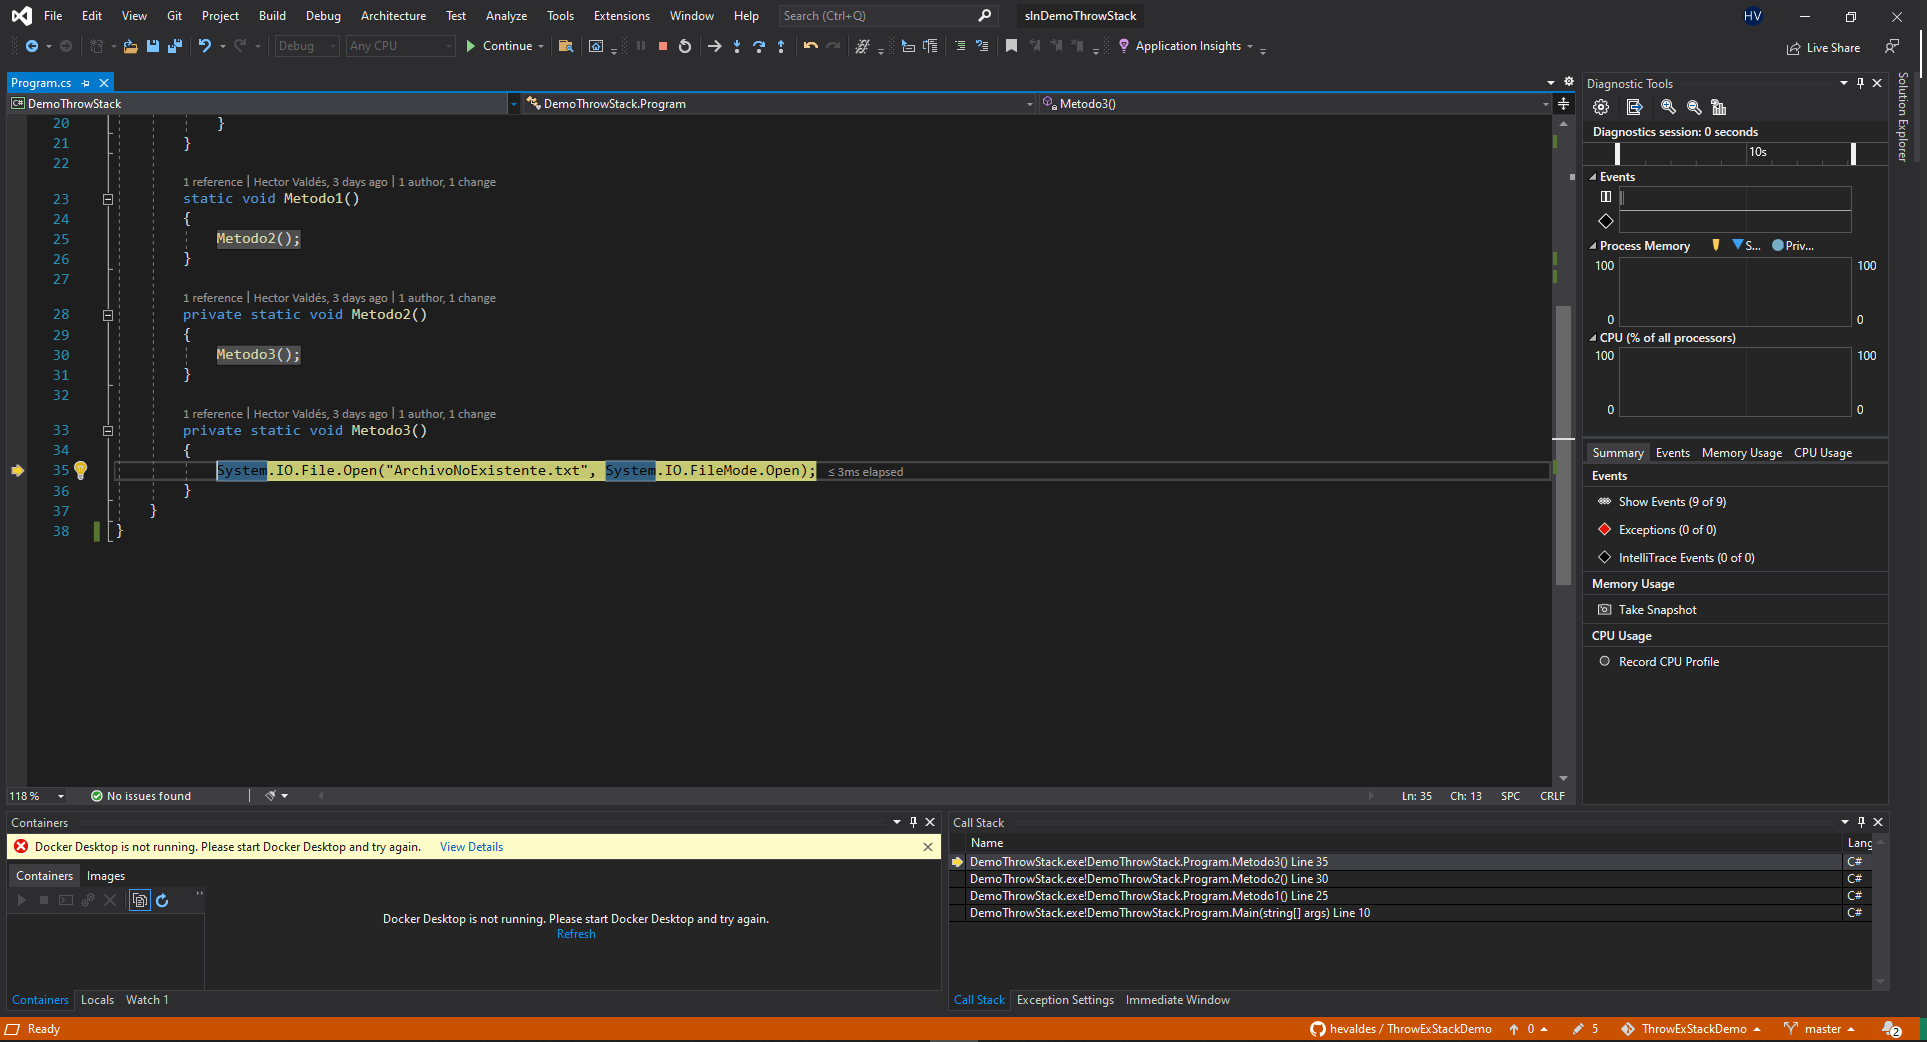 File Edit View Git Project Build Debug Architecture Test Analyze Tools Extensions Window Help Search (Ctrl+Q) slnDemoThrowStack HV
Debug Any CPU Continue Application Insights Live Share
Program.cs
C# DemoThrowStack DemoThrowStack.Program Metodo3()
20 }
21 }
22
1 reference | Hector Valdés, 3 days ago | 1 author, 1 change
23 static void Metodo1()
24 {
25 Metodo2();
26 }
27
1 reference | Hector Valdés, 3 days ago | 1 author, 1 change
28 private static void Metodo2()
29 {
30 Metodo3();
31 }
32
1 reference | Hector Valdés, 3 days ago | 1 author, 1 change
33 private static void Metodo3()
34 {
35 System.IO.File.Open("ArchivoNoExistente.txt", System.IO.FileMode.Open); ≤ 3ms elapsed
36 }
37 }
38 }
118 % No issues found Ln: 35 Ch: 13 SPC CRLF
Diagnostic Tools
Diagnostics session: 0 seconds
10s
Events
Process Memory S... Priv...
100 100
0 0
CPU (% of all processors)
100 100
0 0
Summary Events Memory Usage CPU Usage
Events
Show Events (9 of 9)
Exceptions (0 of 0)
IntelliTrace Events (0 of 0)
Memory Usage
Take Snapshot
CPU Usage
Record CPU Profile
Solution Explorer
Containers
Docker Desktop is not running. Please start Docker Desktop and try again. View Details
Containers Images
Docker Desktop is not running. Please start Docker Desktop and try again.
Refresh
Containers Locals Watch 1
Call Stack
Name Lang
DemoThrowStack.exe!DemoThrowStack.Program.Metodo3() Line 35 C#
DemoThrowStack.exe!DemoThrowStack.Program.Metodo2() Line 30 C#
DemoThrowStack.exe!DemoThrowStack.Program.Metodo1() Line 25 C#
DemoThrowStack.exe!DemoThrowStack.Program.Main(string[] args) Line 10 C#
Call Stack Exception Settings Immediate Window
Ready hevaldes / ThrowExStackDemo 0 5 ThrowExStackDemo master 2